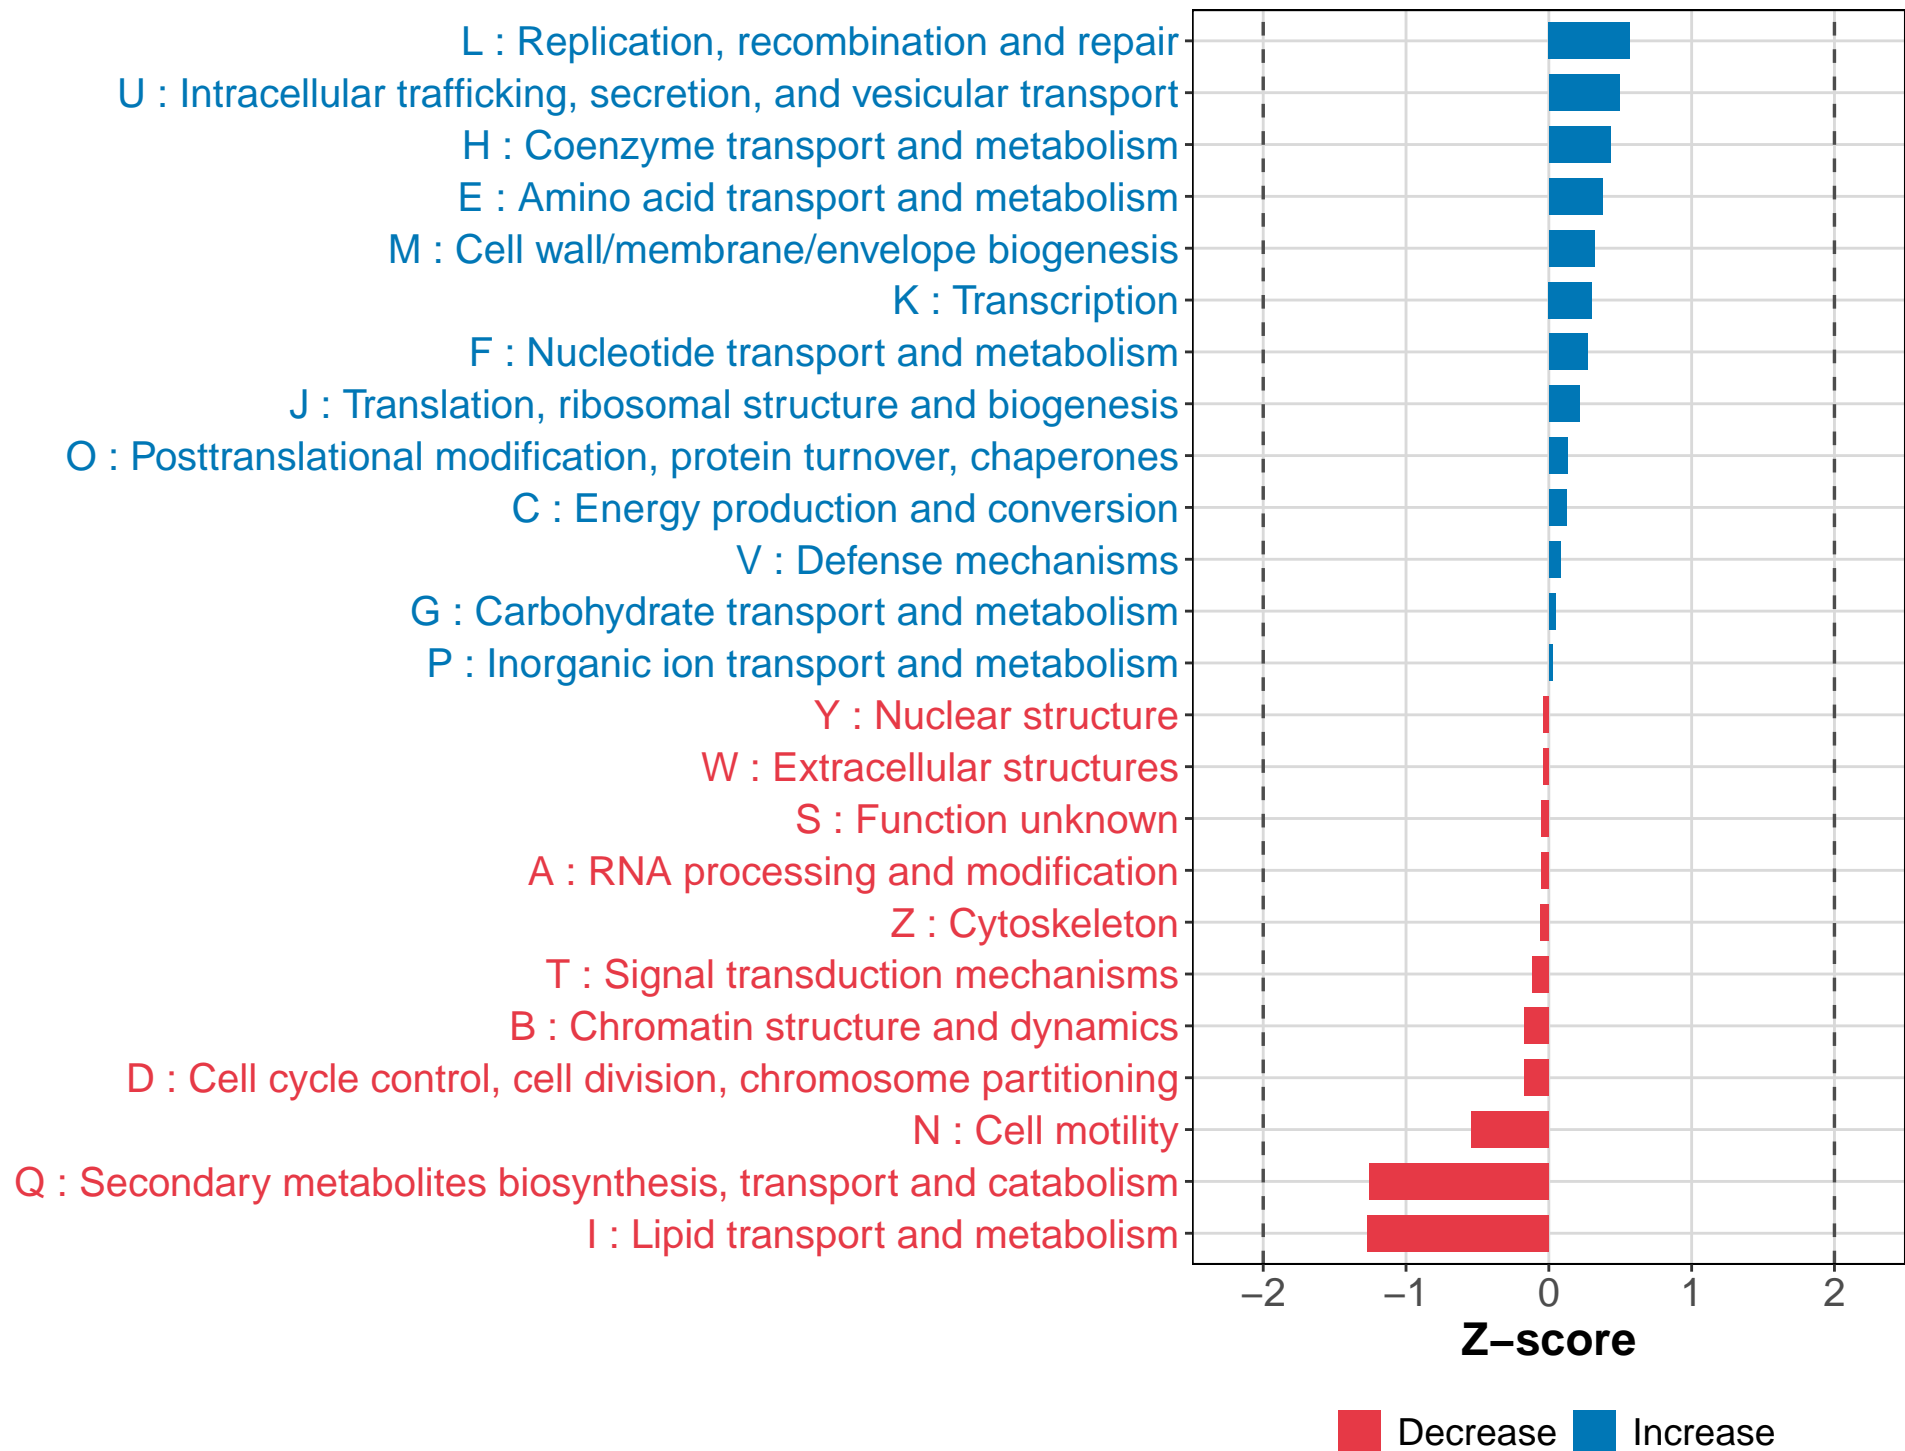 L : Replication, recombination and repair
U : Intracellular trafficking, secretion, and vesicular transport
H : Coenzyme transport and metabolism
E : Amino acid transport and metabolism
M : Cell wall/membrane/envelope biogenesis
K : Transcription
F : Nucleotide transport and metabolism
J : Translation, ribosomal structure and biogenesis
O : Posttranslational modification, protein turnover, chaperones
C : Energy production and conversion
V : Defense mechanisms
G : Carbohydrate transport and metabolism
P : Inorganic ion transport and metabolism
Y : Nuclear structure
W : Extracellular structures
S : Function unknown
A : RNA processing and modification
Z : Cytoskeleton
T : Signal transduction mechanisms
B : Chromatin structure and dynamics
D : Cell cycle control, cell division, chromosome partitioning
N : Cell motility
Q : Secondary metabolites biosynthesis, transport and catabolism
I : Lipid transport and metabolism
−2 −1 0 1 2
Z−score
Decrease Increase